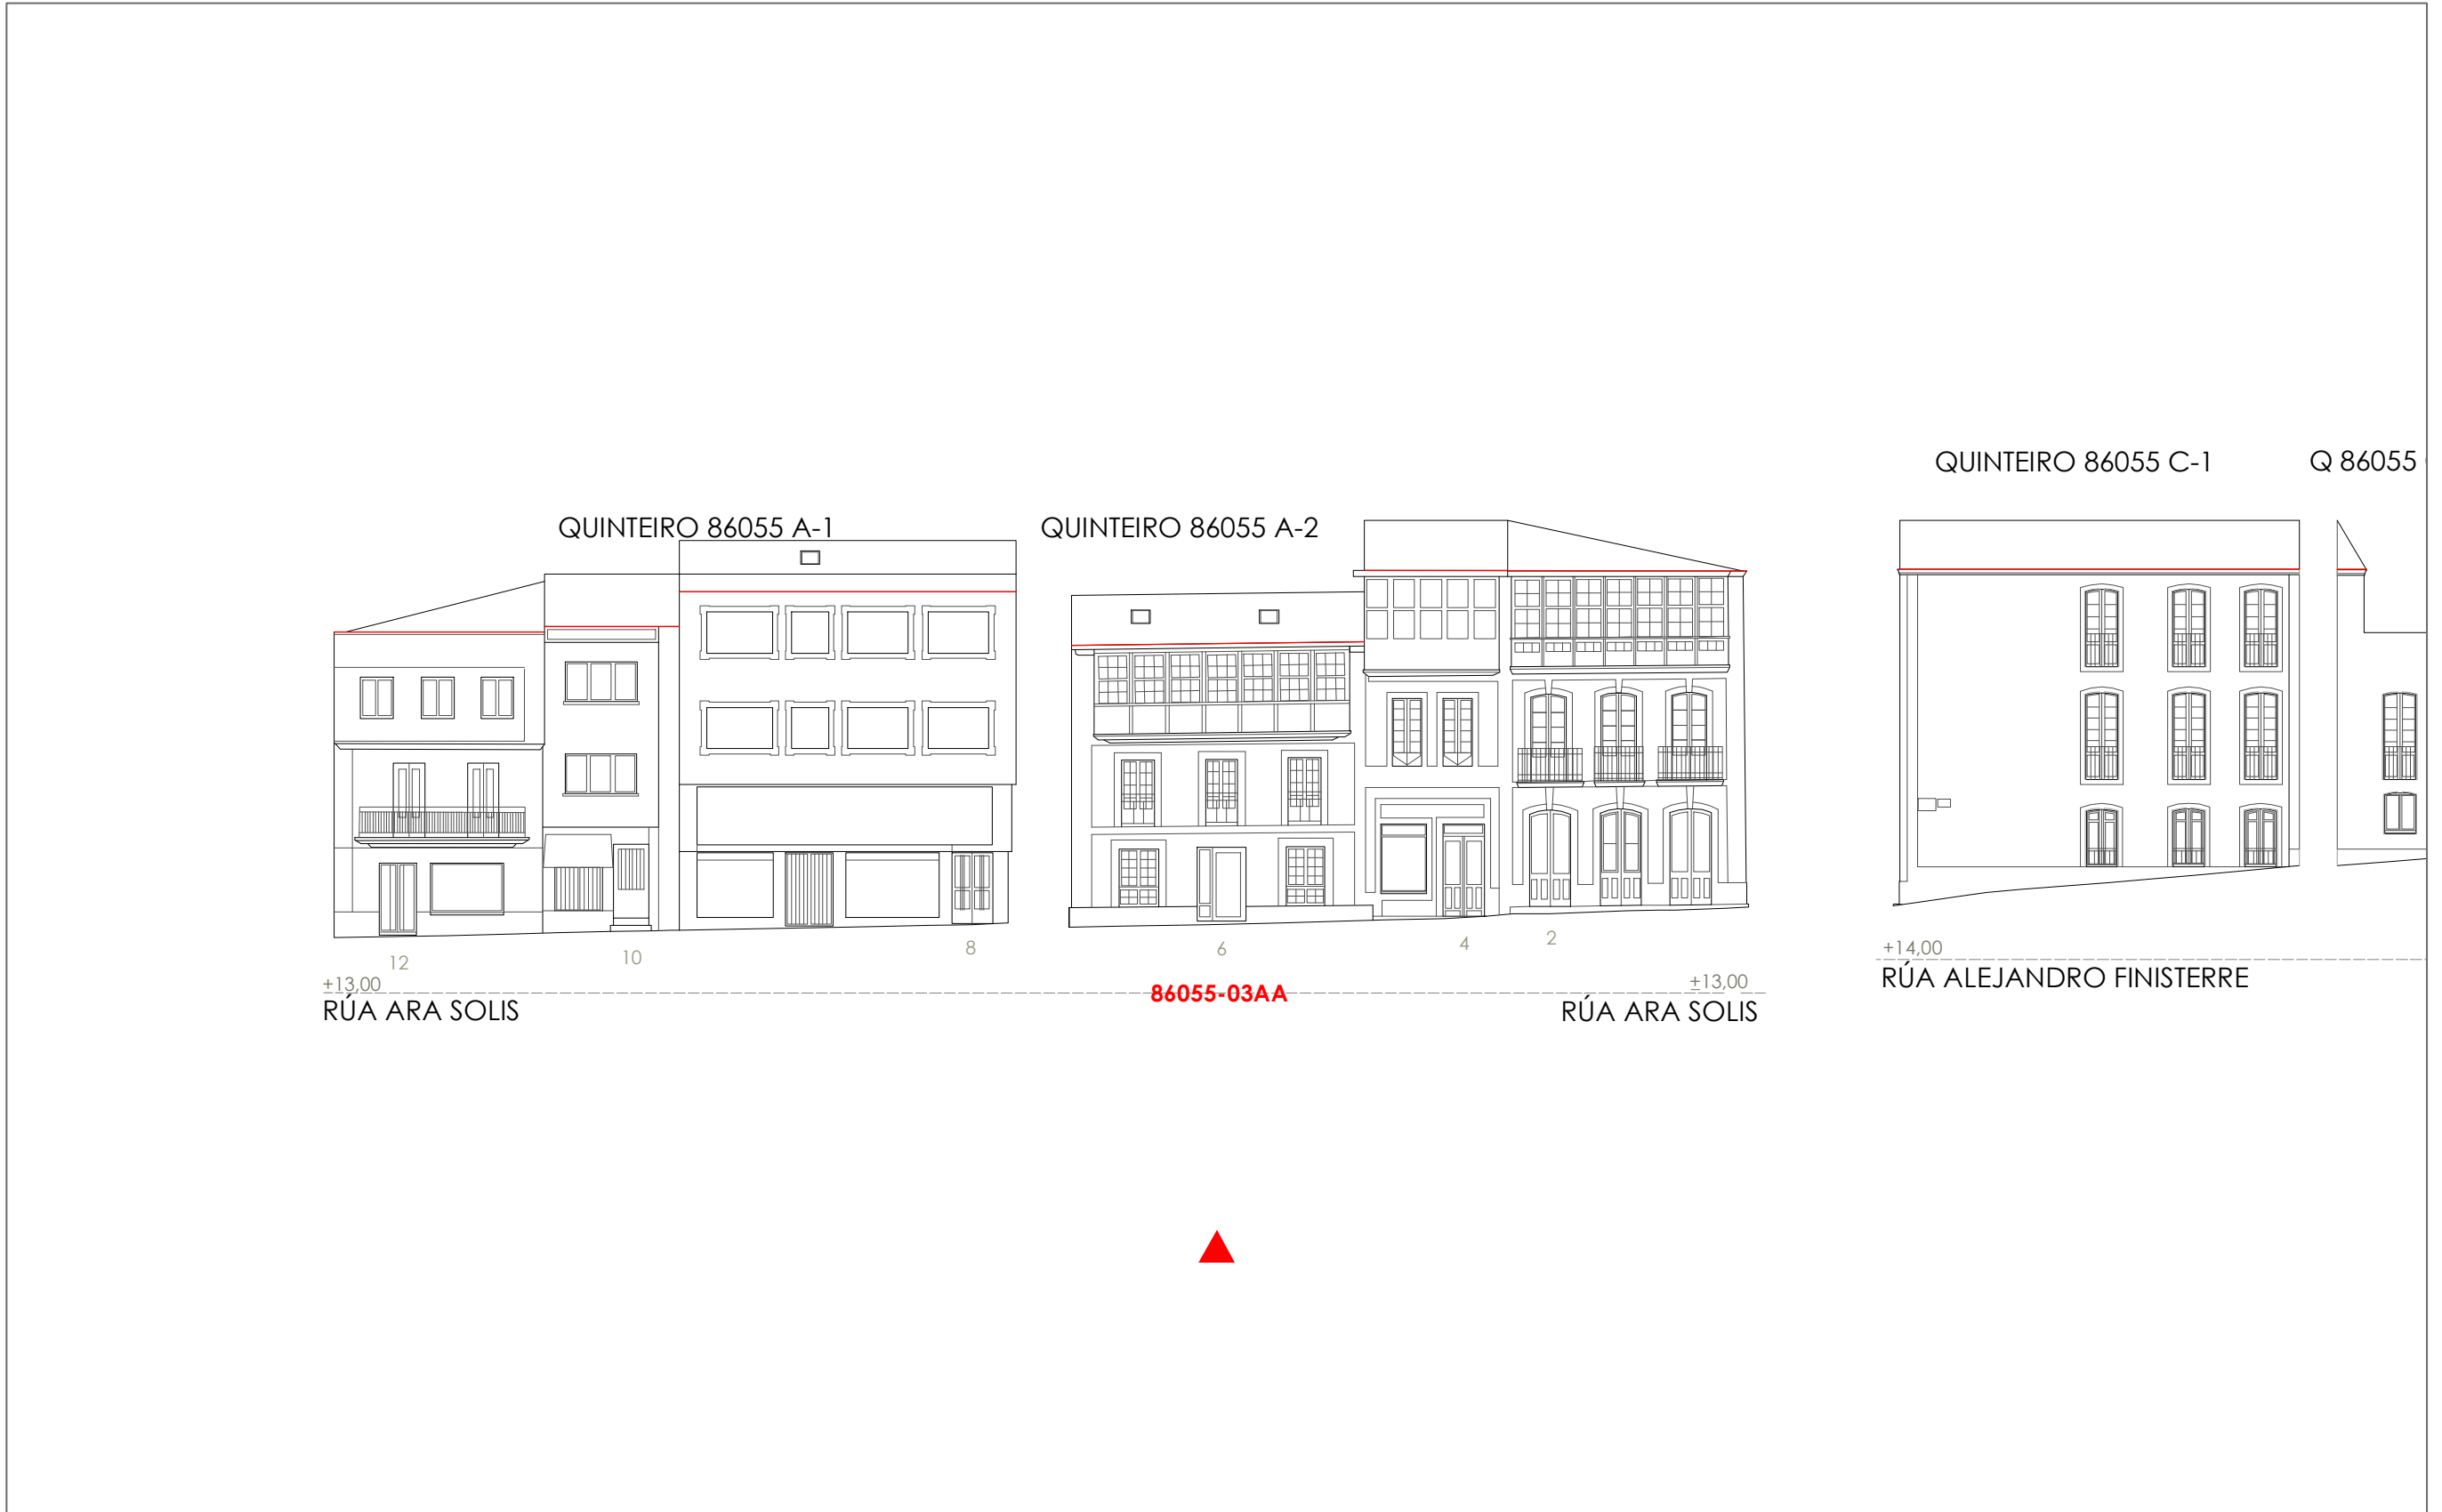 QUINTEIRO 86055 C-1
Q 86055
QUINTEIRO 86055 A-1
QUINTEIRO 86055 A-2
12
10
8
6
4
2
+13,00
RÚA ARA SOLIS
86055-03AA
+13,00
RÚA ARA SOLIS
+14,00
RÚA ALEJANDRO FINISTERRE